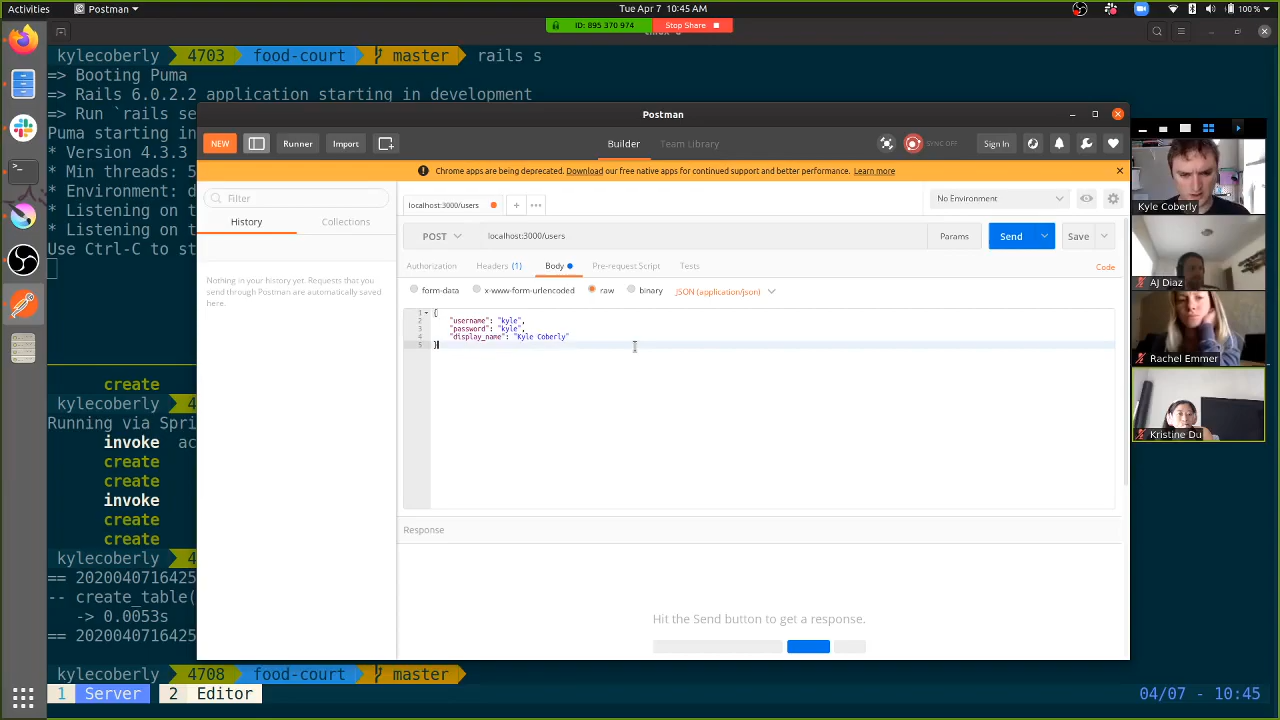 Activities
Postman
Tue Apr 7 10:45 AM
100 %
ID: 895 370 974
Stop Share
kylecoberly 4703 food-court master rails s
=> Booting Puma
=> Rails 6.0.2.2 application starting in development
=> Run `rails se
Puma starting in
* Version 4.3.3
* Min threads: 5
* Environment: d
* Listening on t
* Listening on t
Use Ctrl-C to st
Postman
NEW
Runner
Import
Builder
Team Library
SYNC OFF
Sign In
Chrome apps are being deprecated. Download our free native apps for continued support and better performance. Learn more
Filter
History
Collections
Nothing in your history yet. Requests that you send through Postman are automatically saved here.
localhost:3000/users
No Environment
POST
localhost:3000/users
Params
Send
Save
Authorization
Headers (1)
Body
Pre-request Script
Tests
Code
form-data
x-www-form-urlencoded
raw
binary
JSON (application/json)
1 {
2 "username": "kyle",
3 "password": "kyle",
4 "display_name": "Kyle Coberly"
5 }
Response
Hit the Send button to get a response.
Kyle Coberly
AJ Diaz
Rachel Emmer
Kristine Du
create
kylecoberly 4
Running via Spri
invoke ac
create
create
invoke
create
create
kylecoberly 4
== 2020040716425
-- create_table(
-> 0.0053s
== 2020040716425
kylecoberly 4708 food-court master
1 Server 2 Editor
04/07 - 10:45